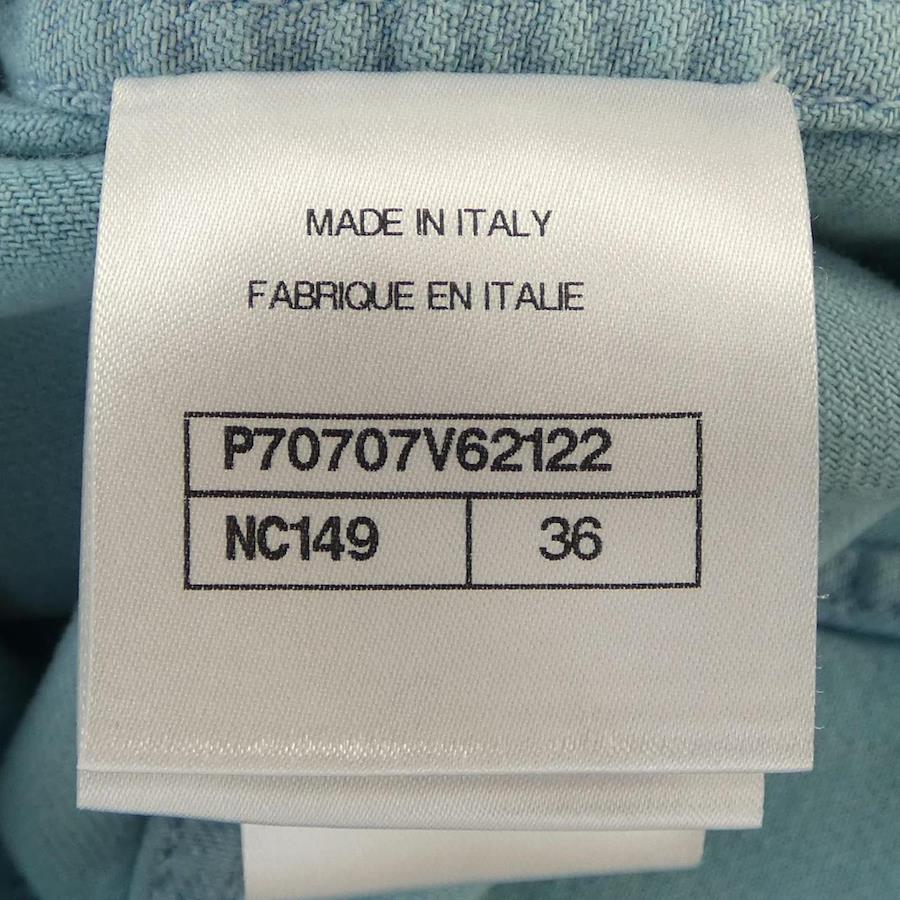 MADE IN ITALY
FABRIQUE EN ITALIE
P70707V62122
NC149 36